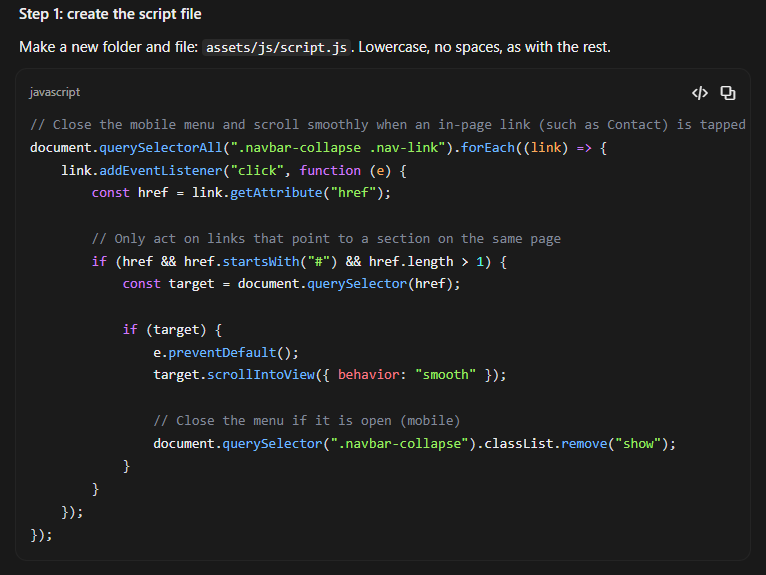 Step 1: create the script file
Make a new folder and file: assets/js/script.js. Lowercase, no spaces, as with the rest.
javascript
// Close the mobile menu and scroll smoothly when an in-page link (such as Contact) is tapped
document.querySelectorAll(".navbar-collapse .nav-link").forEach((link) => {
    link.addEventListener("click", function (e) {
        const href = link.getAttribute("href");

        // Only act on links that point to a section on the same page
        if (href && href.startsWith("#") && href.length > 1) {
            const target = document.querySelector(href);

            if (target) {
                e.preventDefault();
                target.scrollIntoView({ behavior: "smooth" });

                // Close the menu if it is open (mobile)
                document.querySelector(".navbar-collapse").classList.remove("show");
            }
        }
    });
});